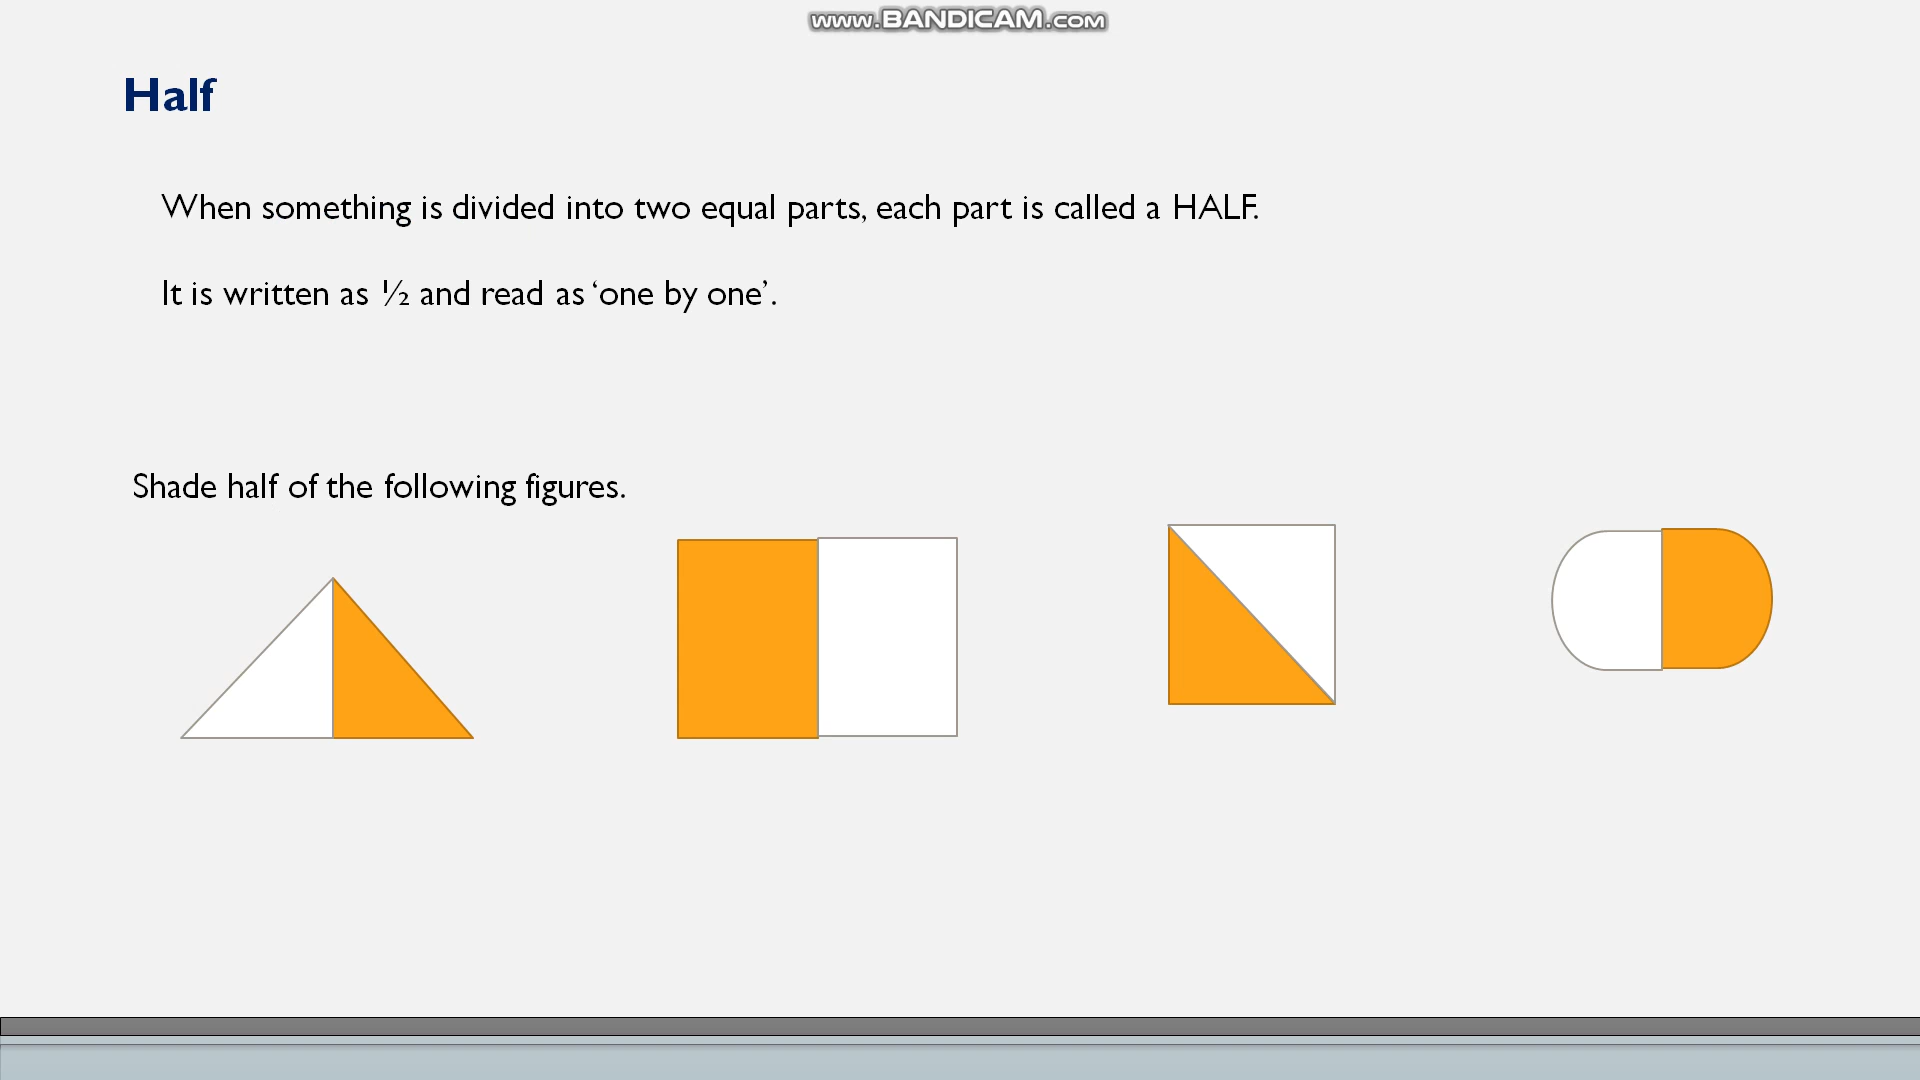 www.BANDICAM.com
Half
When something is divided into two equal parts, each part is called a HALF.
It is written as ½ and read as ‘one by one’.
Shade half of the following figures.